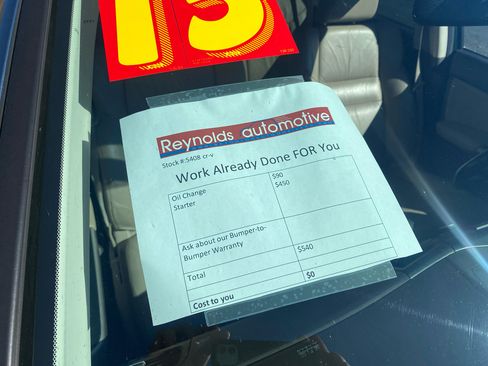 15
Reynolds automotive
Stock #:5408 cr-v
Work Already Done FOR You
Oil Change $90
Starter $450
Ask about our Bumper-to-
Bumper Warranty
Total $540
Cost to you $0